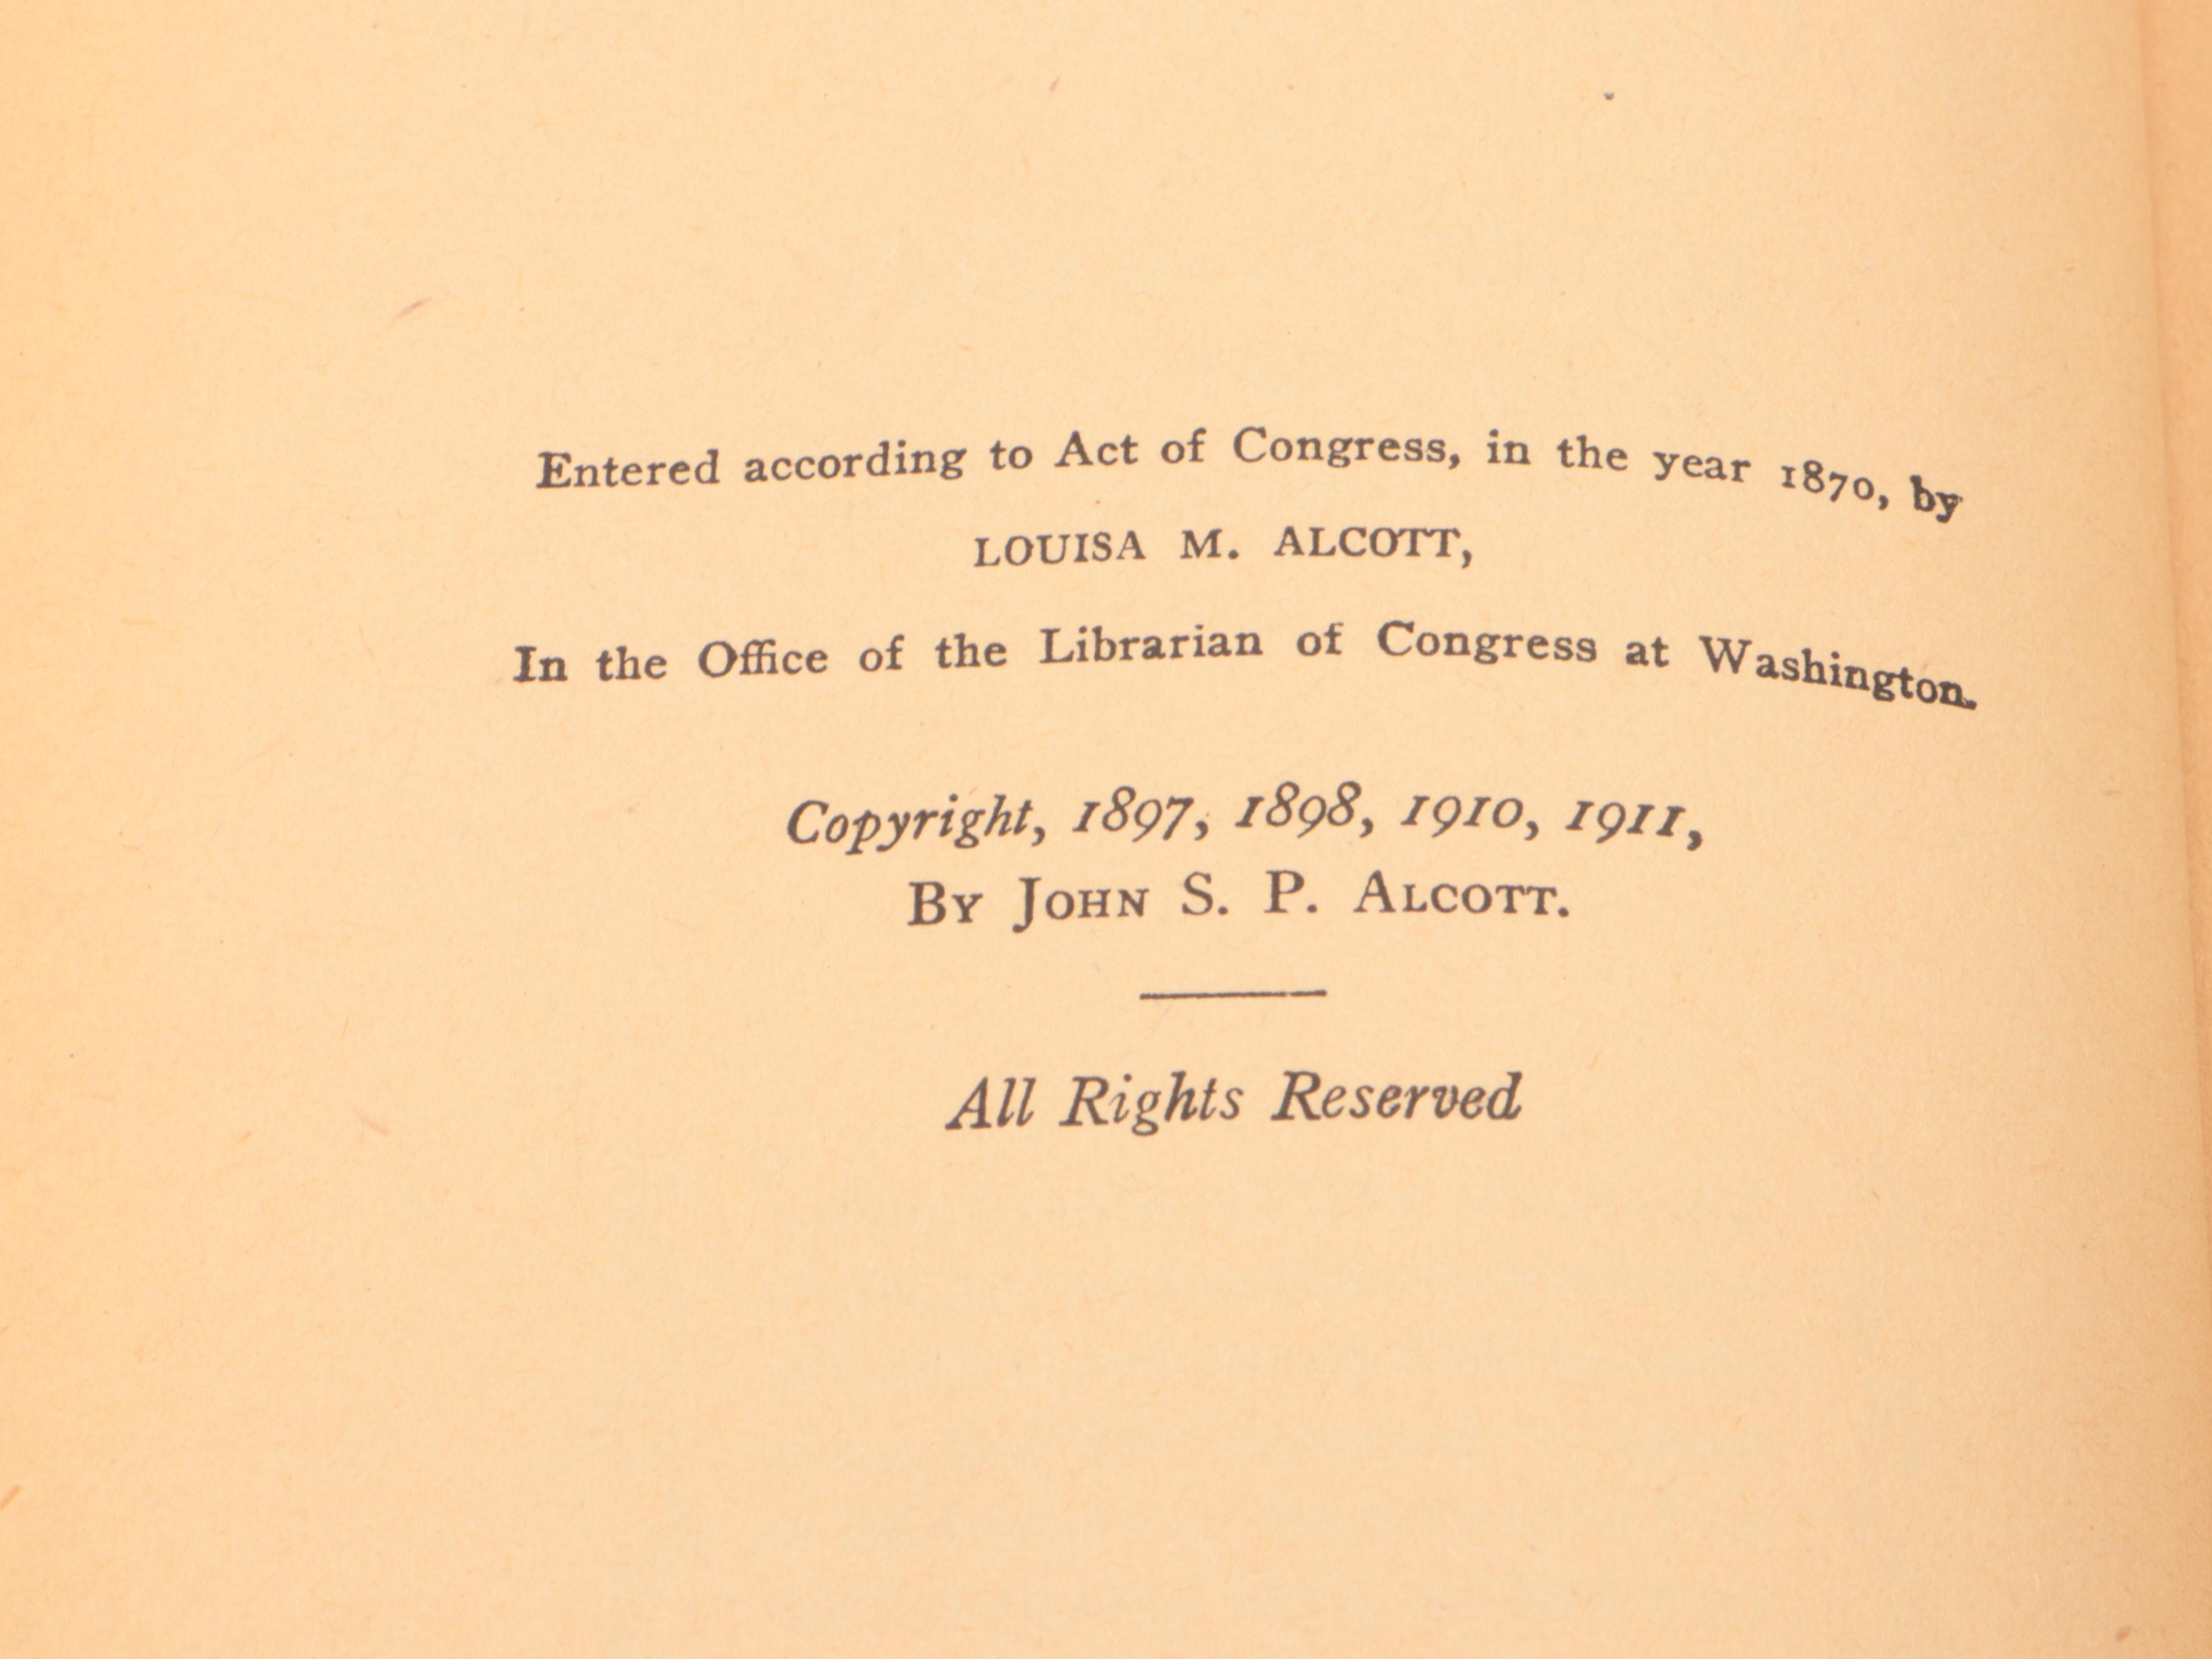 Entered according to Act of Congress, in the year 1870, by
LOUISA M. ALCOTT,
In the Office of the Librarian of Congress at Washington.
Copyright, 1897, 1898, 1910, 1911,
By John S. P. Alcott.
All Rights Reserved